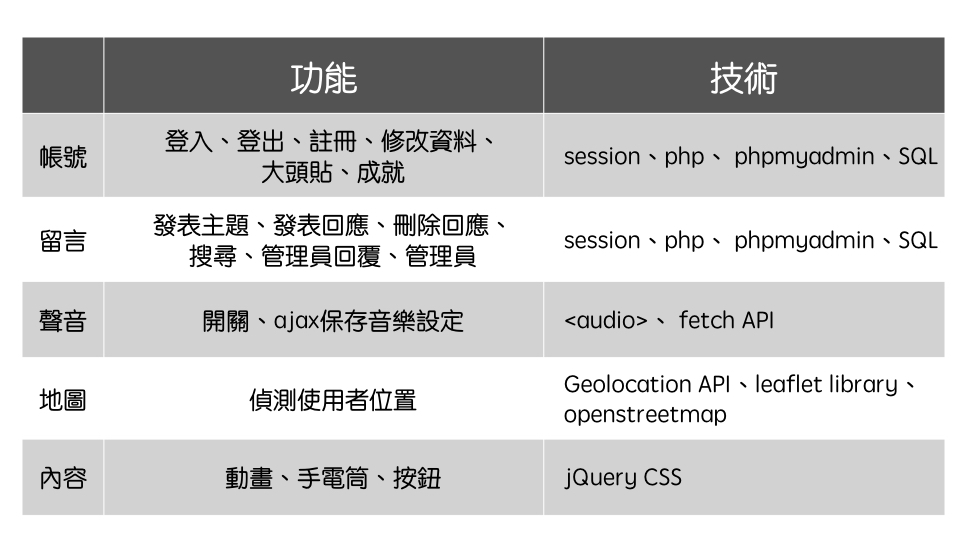 功能 技術
帳號 登入、登出、註冊、修改資料、
大頭貼、成就 session、php、 phpmyadmin、SQL
留言 發表主題、發表回應、刪除回應、
搜尋、管理員回覆、管理員 session、php、 phpmyadmin、SQL
聲音 開關、ajax保存音樂設定 <audio>、 fetch API
地圖 偵測使用者位置 Geolocation API、leaflet library、
openstreetmap
內容 動畫、手電筒、按鈕 jQuery CSS